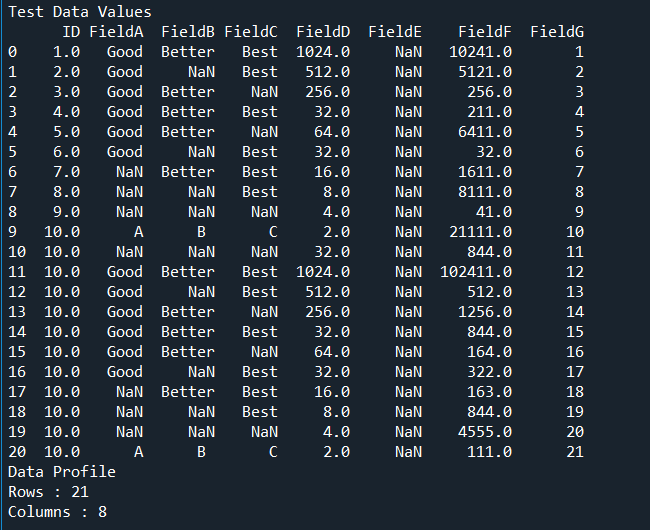 Test Data Values
ID FieldA FieldB FieldC FieldD FieldE FieldF FieldG
0 1.0 Good Better Best 1024.0 NaN 10241.0 1
1 2.0 Good NaN Best 512.0 NaN 5121.0 2
2 3.0 Good Better NaN 256.0 NaN 256.0 3
3 4.0 Good Better Best 32.0 NaN 211.0 4
4 5.0 Good Better NaN 64.0 NaN 6411.0 5
5 6.0 Good NaN Best 32.0 NaN 32.0 6
6 7.0 NaN Better Best 16.0 NaN 1611.0 7
7 8.0 NaN NaN Best 8.0 NaN 8111.0 8
8 9.0 NaN NaN NaN 4.0 NaN 41.0 9
9 10.0 A B C 2.0 NaN 21111.0 10
10 10.0 NaN NaN NaN 32.0 NaN 844.0 11
11 10.0 Good Better Best 1024.0 NaN 102411.0 12
12 10.0 Good NaN Best 512.0 NaN 512.0 13
13 10.0 Good Better NaN 256.0 NaN 1256.0 14
14 10.0 Good Better Best 32.0 NaN 844.0 15
15 10.0 Good Better NaN 64.0 NaN 164.0 16
16 10.0 Good NaN Best 32.0 NaN 322.0 17
17 10.0 NaN Better Best 16.0 NaN 163.0 18
18 10.0 NaN NaN Best 8.0 NaN 844.0 19
19 10.0 NaN NaN NaN 4.0 NaN 4555.0 20
20 10.0 A B C 2.0 NaN 111.0 21
Data Profile
Rows : 21
Columns : 8